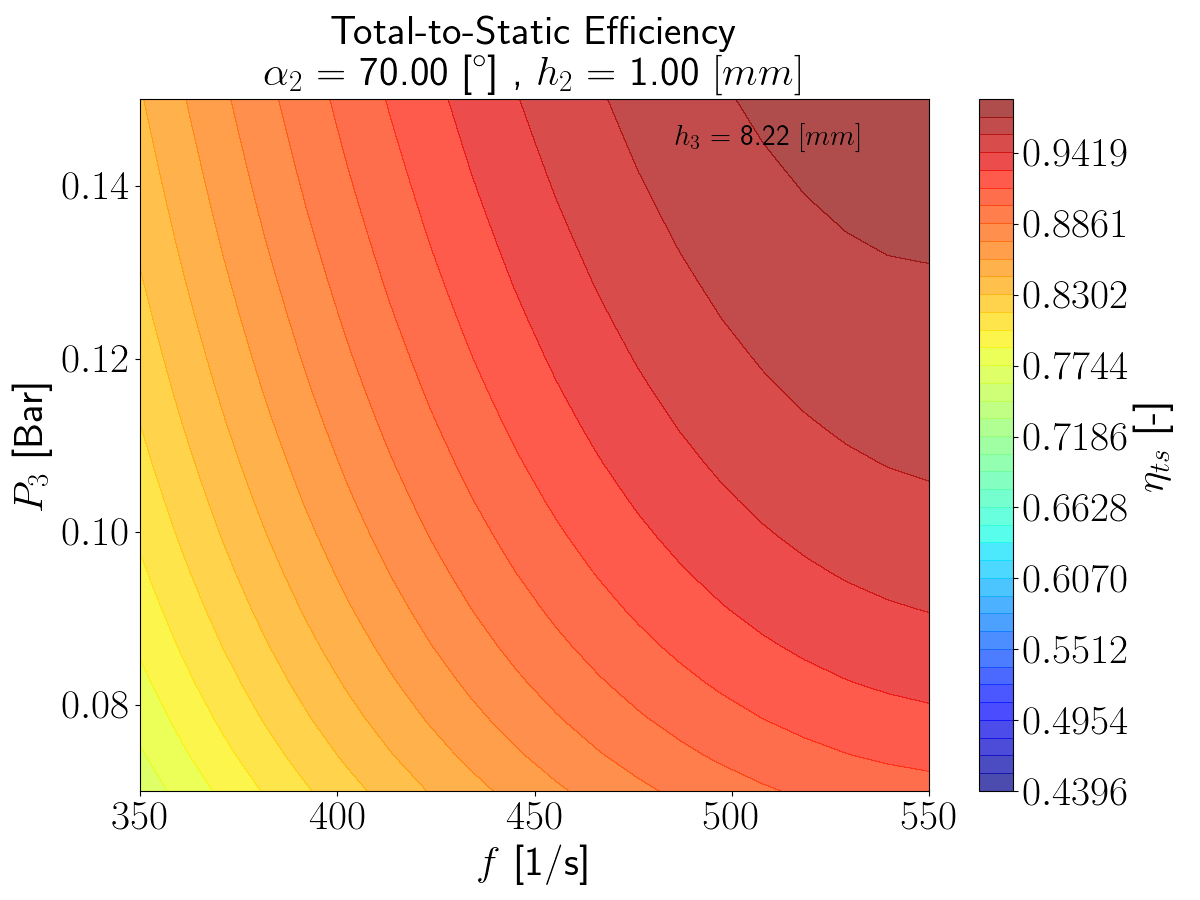 Total-to-Static Efficiency
α₂ = 70.00 [°] , h₂ = 1.00 [mm]
h₃ = 8.22 [mm]
0.14
0.12
0.10
0.08
P₃ [Bar]
350 400 450 500 550
f [1/s]
0.9419
0.8861
0.8302
0.7744
0.7186
0.6628
0.6070
0.5512
0.4954
0.4396
η_ts [-]